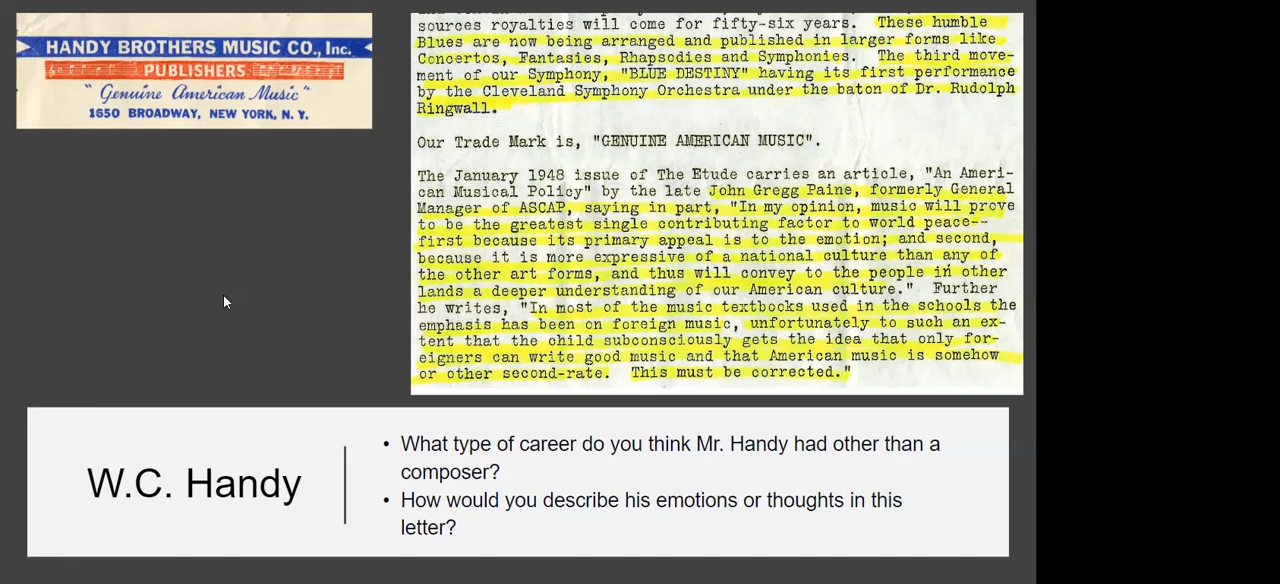 HANDY BROTHERS MUSIC CO., Inc.
PUBLISHERS
" Genuine American Music "
1650 BROADWAY, NEW YORK, N. Y.
sources royalties will come for fifty-six years. These humble
Blues are now being arranged and published in larger forms like
Concertos, Fantasies, Rhapsodies and Symphonies. The third move-
ment of our Symphony, "BLUE DESTINY" having its first performance
by the Cleveland Symphony Orchestra under the baton of Dr. Rudolph
Ringwall.
Our Trade Mark is, "GENUINE AMERICAN MUSIC".
The January 1948 issue of The Etude carries an article, "An Ameri-
can Musical Policy" by the late John Gregg Paine, formerly General
Manager of ASCAP, saying in part, "In my opinion, music will prove
to be the greatest single contributing factor to world peace--
first because its primary appeal is to the emotion; and second,
because it is more expressive of a national culture than any of
the other art forms, and thus will convey to the people in other
lands a deeper understanding of our American culture." Further
he writes, "In most of the music textbooks used in the schools the
emphasis has been on foreign music, unfortunately to such an ex-
tent that the child subconsciously gets the idea that only for-
eigners can write good music and that American music is somehow
or other second-rate. This must be corrected."
W.C. Handy
• What type of career do you think Mr. Handy had other than a
composer?
• How would you describe his emotions or thoughts in this
letter?